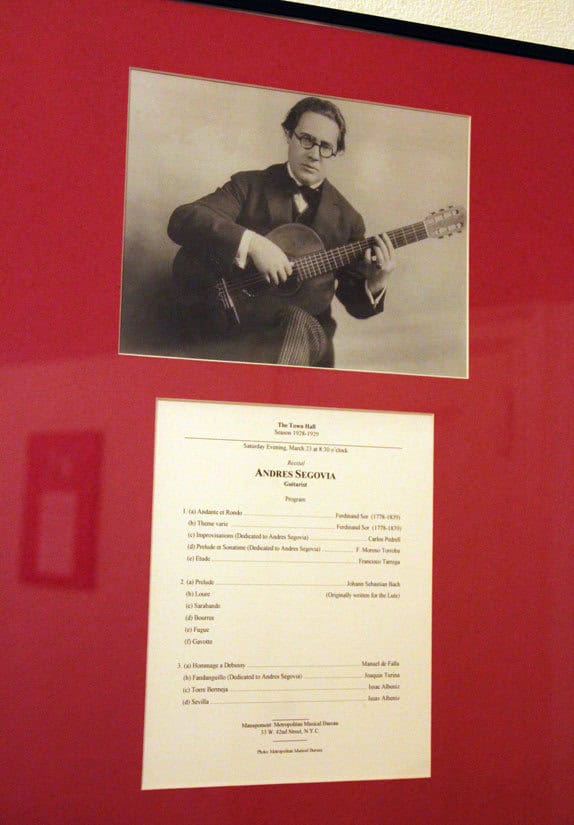 The Town Hall
Season 1928-1929
Saturday Evening, March 23 at 8:30 o'clock
Recital
ANDRES SEGOVIA
Guitarist
Program
1. (a) Andante et Rondo Ferdinand Sor (1778-1839)
(b) Theme varie Ferdinand Sor (1778-1839)
(c) Improvisations (Dedicated to Andres Segovia) Carlos Pedrell
(d) Prelude et Sonatine (Dedicated to Andres Segovia) F. Moreno Torroba
(e) Etude Francisco Tarrega
2. (a) Prelude Johann Sebastian Bach
(b) Loure (Originally written for the Lute)
(c) Sarabande
(d) Bourree
(e) Fugue
(f) Gavotte
3. (a) Hommage a Debussy Manuel de Falla
(b) Fandanguillo (Dedicated to Andres Segovia) Joaquin Turina
(c) Torre Bermeja Isaac Albeniz
(d) Sevilla Isaac Albeniz
Management: Metropolitan Musical Bureau
33 W. 42nd Street, N.Y.C.
Photo: Metropolitan Musical Bureau